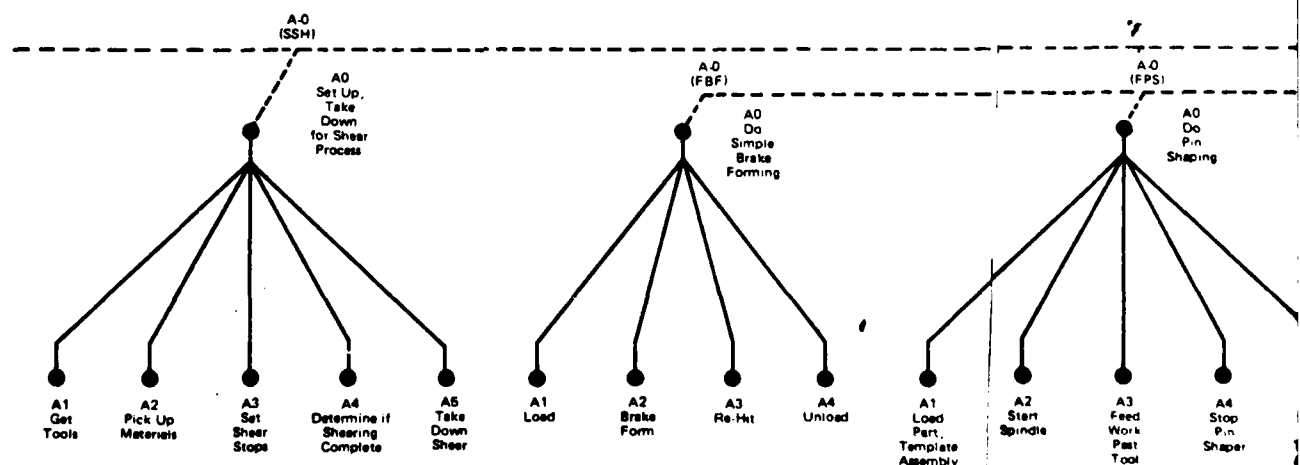 A-0
(SSH)
A-0
(FBF)
A-0
(FPS)
A0
Set Up,
Take
Down
for Shear
Process
A0
Do
Simple
Brake
Forming
A0
Do
Pin
Shaping
A1
Get
Tools
A2
Pick Up
Materials
A3
Set
Shear
Stops
A4
Determine if
Shearing
Complete
A5
Take
Down
Shear
A1
Load
A2
Brake
Form
A3
Re-Hit
A4
Unload
A1
Load
Part,
Template
Assembly
A2
Start
Spindle
A3
Feed
Work
Past
Tool
A4
Stop
Pin
Shaper